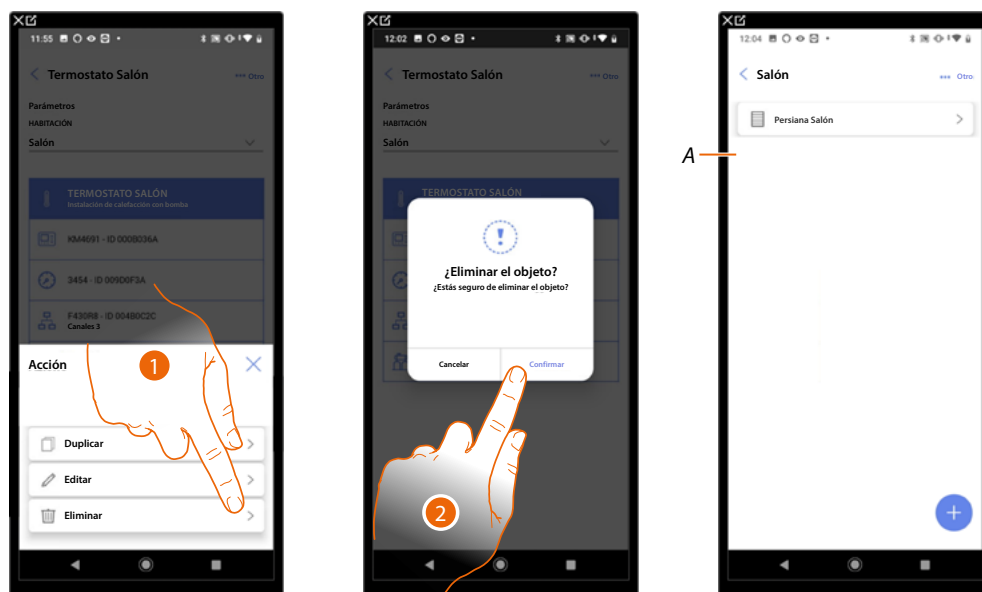 11:55
Termostato Salón
Otro
Parámetros
HABITACIÓN
Salón
TERMOSTATO SALÓN
Instalación de calefacción con bomba
KM4691 - ID 0008036A
3454 - ID 009D0F3A
F430R8 - ID 004B0C2C
Canales 3
Acción
1
Duplicar
Editar
Eliminar
12:02
Termostato Salón
Otro
Parámetros
HABITACIÓN
Salón
TERMOSTATO SALÓN
¿Eliminar el objeto?
¿Estás seguro de eliminar el objeto?
Cancelar
Confirmar
2
12:04
Salón
Otro
Persiana Salón
A